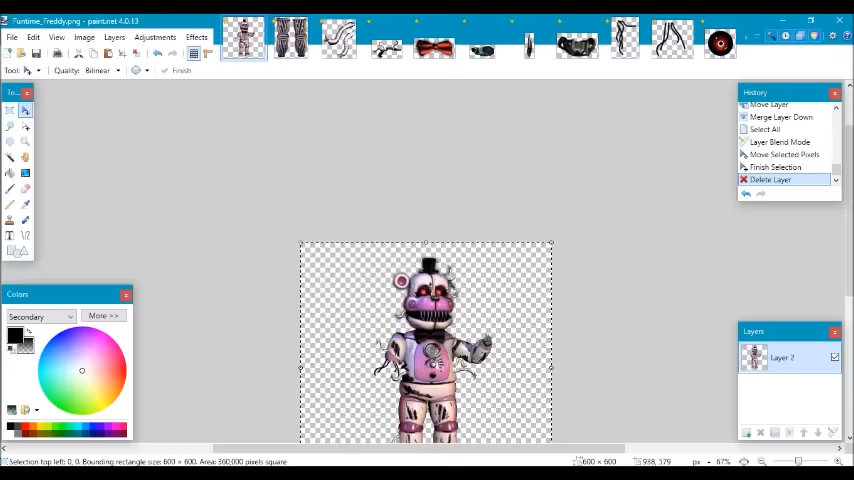 Funtime_Freddy.png - paint.net 4.0.13
File Edit View Image Layers Adjustments Effects
Tool: Quality: Bilinear Finish
To...
History
Move Layer
Merge Layer Down
Select All
Layer Blend Mode
Move Selected Pixels
Finish Selection
Delete Layer
Colors
Secondary More >>
Layers
Layer 2
Selection top left: 0, 0. Bounding rectangle size: 600 × 600. Area: 360,000 pixels square 600 × 600 938, 579 px 67%